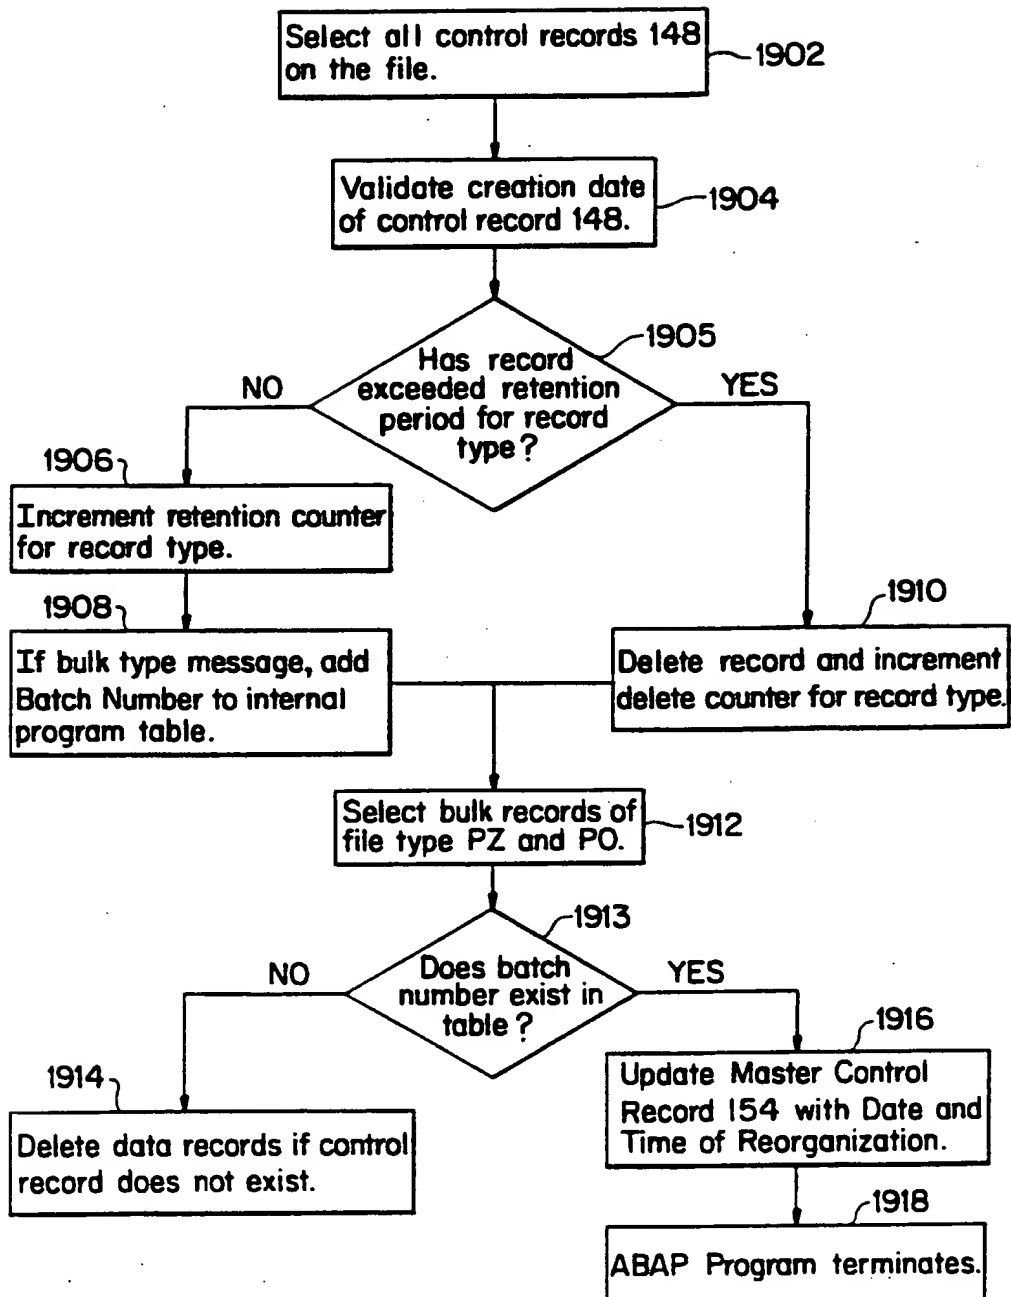 Select all control records 148
on the file.
1902
Validate creation date
of control record 148.
1904
1905
Has record
exceeded retention
period for record
type?
NO
YES
1906
Increment retention counter
for record type.
1908
If bulk type message, add
Batch Number to internal
program table.
1910
Delete record and increment
delete counter for record type.
Select bulk records of
file type PZ and PO.
1912
1913
Does batch
number exist in
table?
NO
YES
1914
Delete data records if control
record does not exist.
1916
Update Master Control
Record 154 with Date and
Time of Reorganization.
1918
ABAP Program terminates.